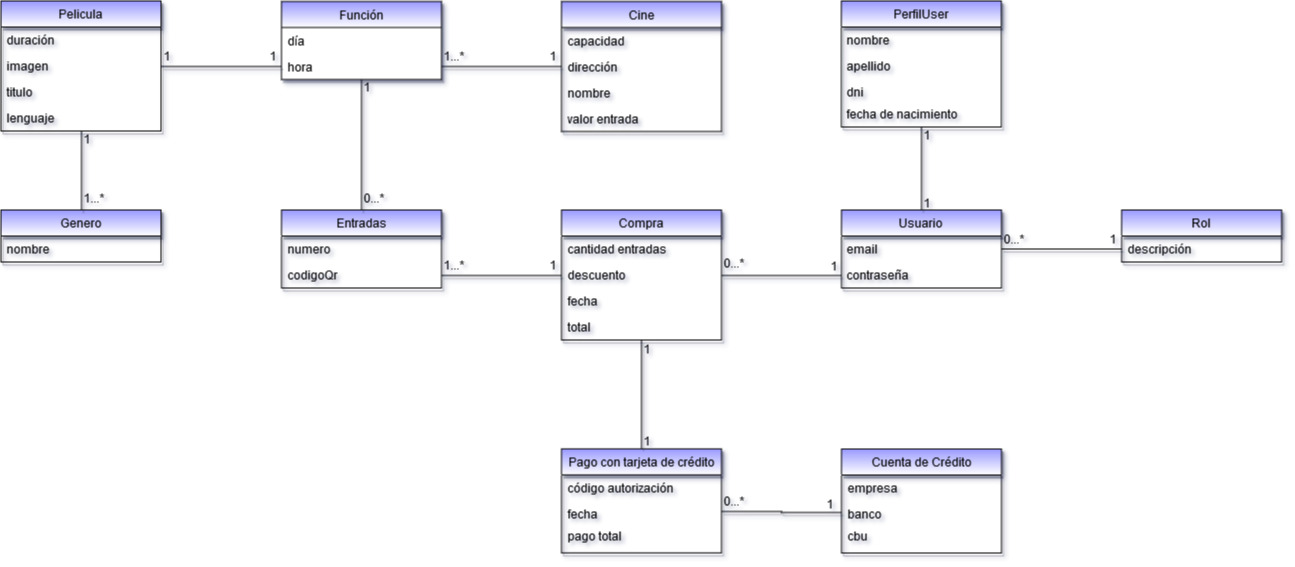 Pelicula
duración
imagen
titulo
lenguaje
1
1
Función
día
hora
1...*
1
Cine
capacidad
dirección
nombre
valor entrada
PerfilUser
nombre
apellido
dni
fecha de nacimiento
1
1...*
1
0...*
1
1
Genero
nombre
Entradas
numero
codigoQr
1...*
1
Compra
cantidad entradas
descuento
fecha
total
0...*
1
Usuario
email
contraseña
0...*
1
Rol
descripción
1
1
Pago con tarjeta de crédito
código autorización
fecha
pago total
0...*
1
Cuenta de Crédito
empresa
banco
cbu